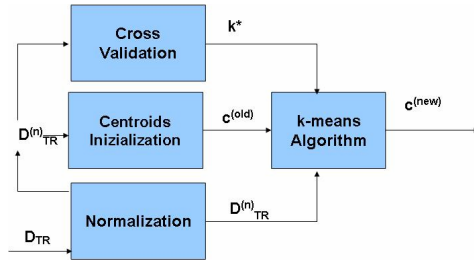 Cross
Validation
k*
Centroids
Inizialization
D(n)TR
c(old)
k-means
Algorithm
c(new)
Normalization
D(n)TR
DTR